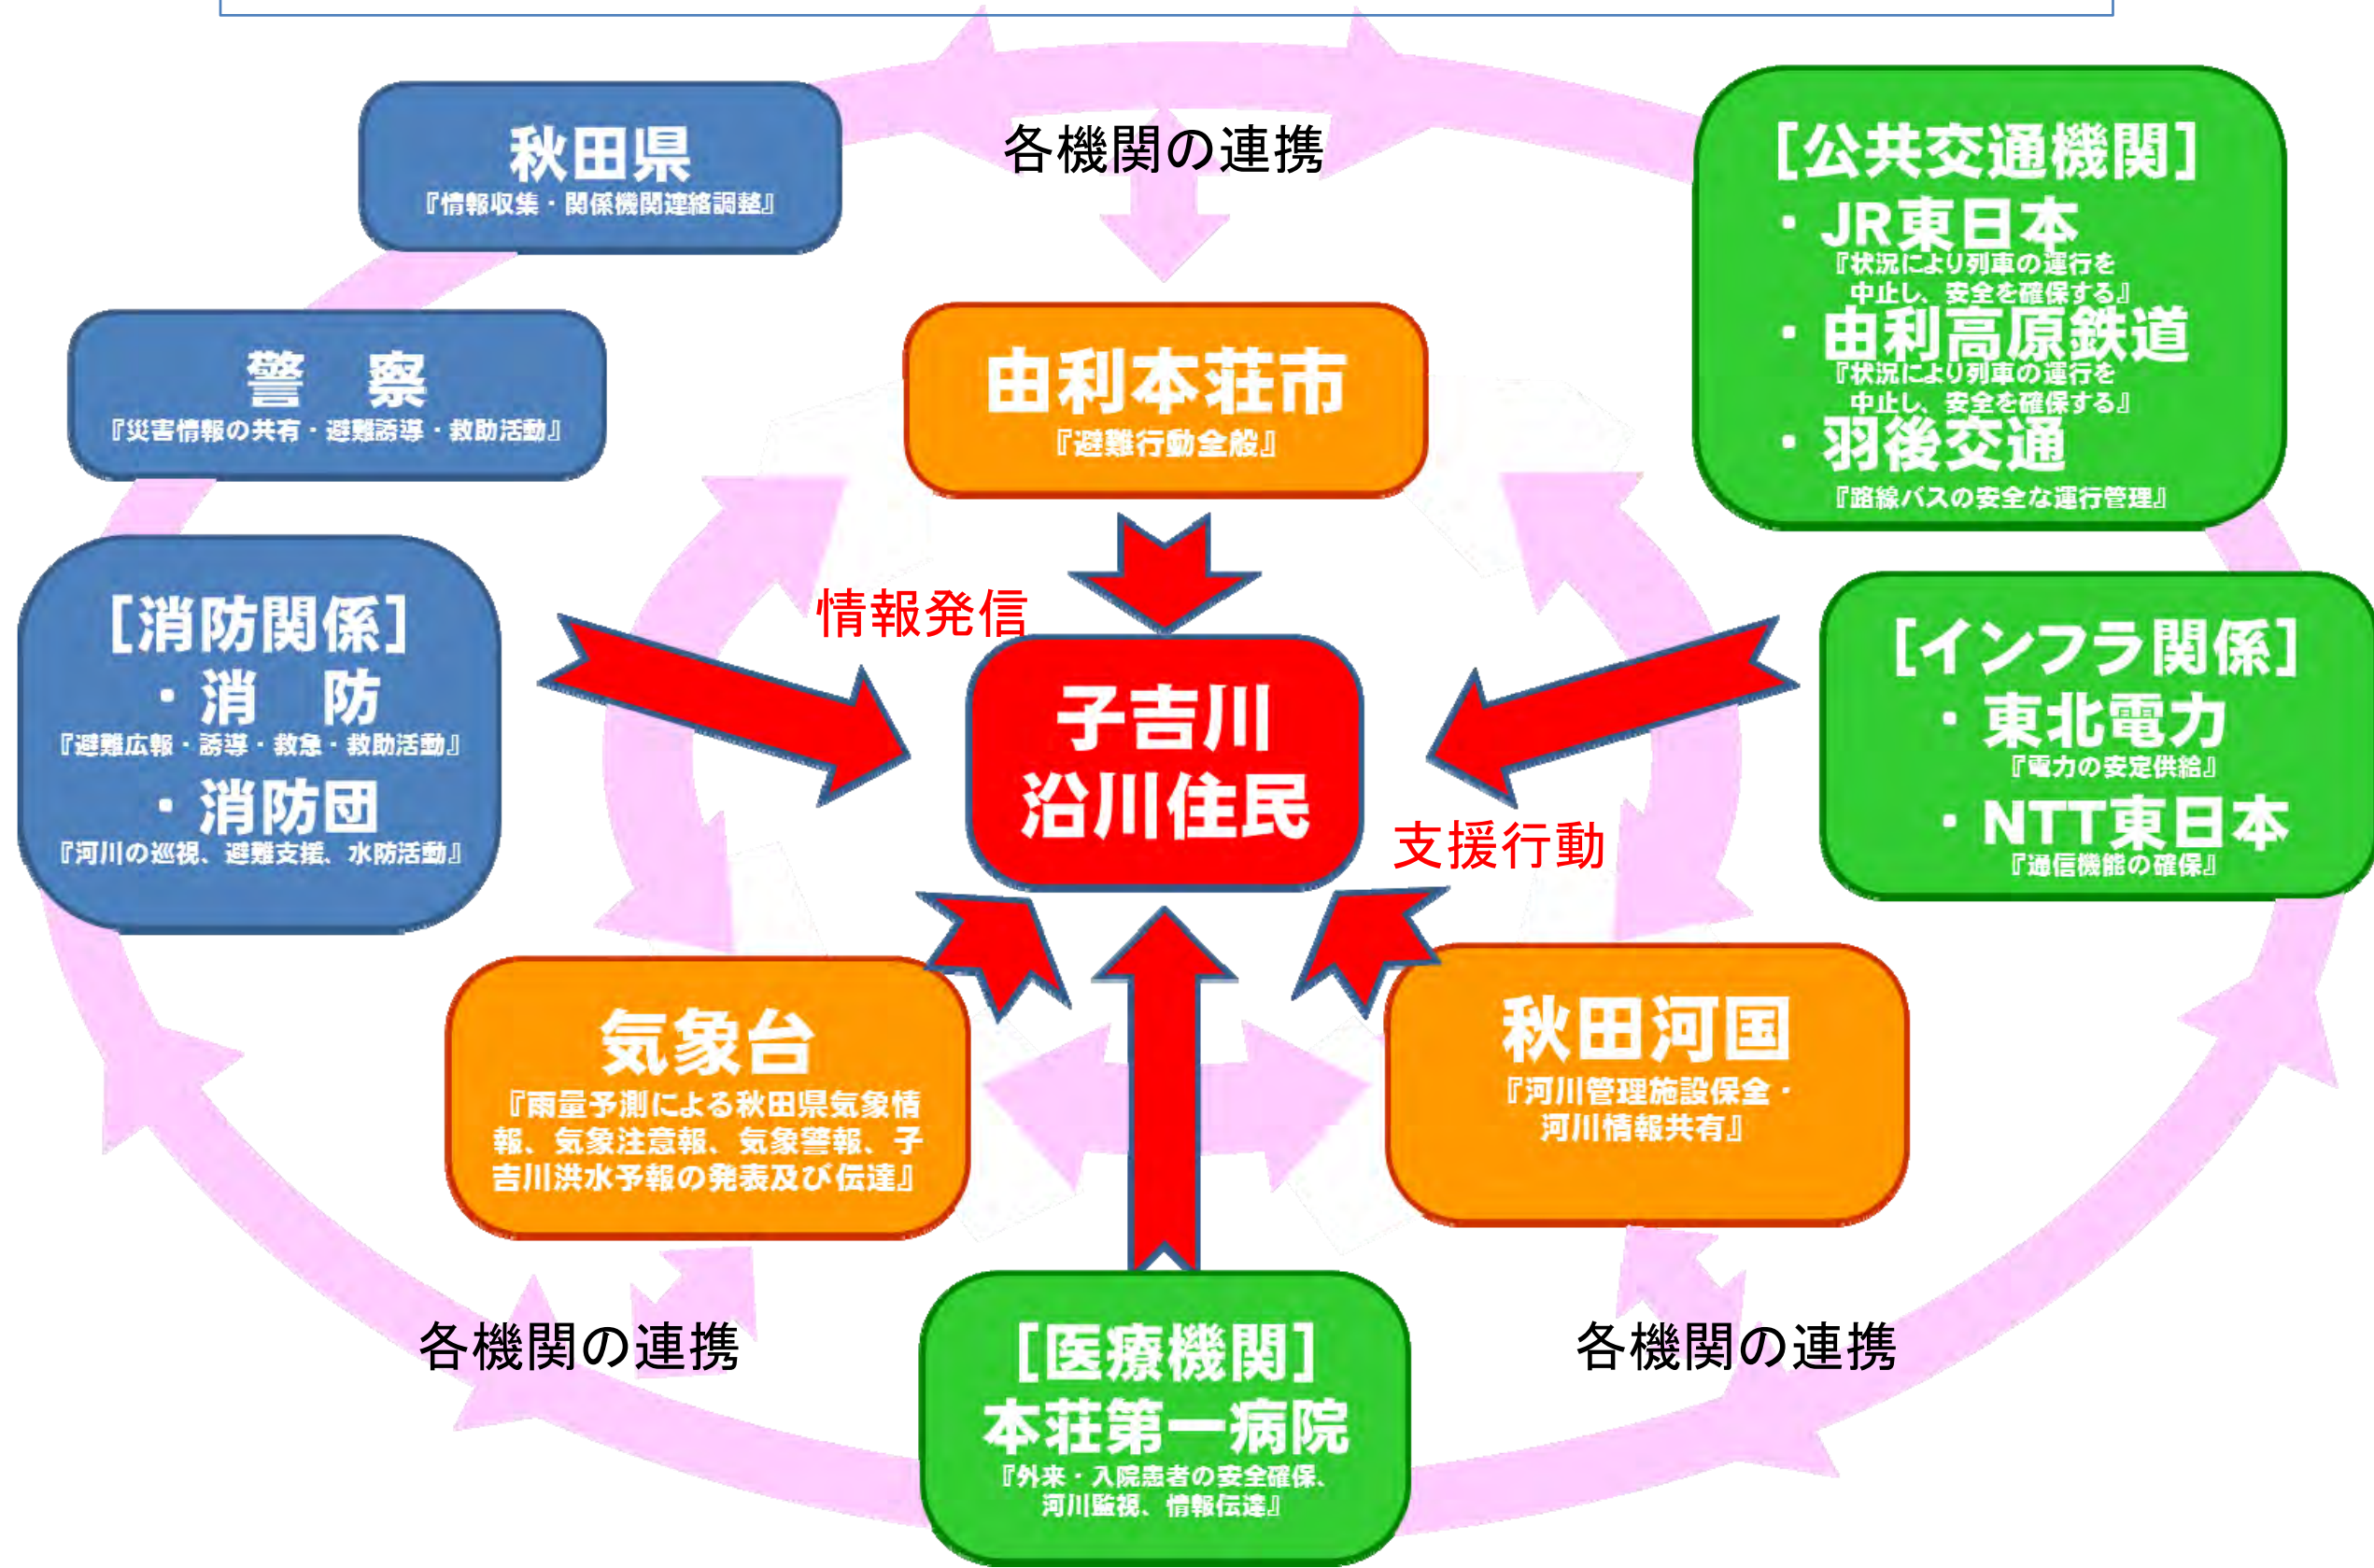 各機関の連携
秋田県
『情報収集・関係機関連絡調整』
警　察
『災害情報の共有・避難誘導・救助活動』
［消防関係］
・消　防
『避難広報・誘導・救急・救助活動』
・消防団
『河川の巡視、避難支援、水防活動』
由利本荘市
『避難行動全般』
［公共交通機関］
・JR東日本
『状況により列車の運行を
中止し、安全を確保する』
・由利高原鉄道
『状況により列車の運行を
中止し、安全を確保する』
・羽後交通
『路線バスの安全な運行管理』
［インフラ関係］
・東北電力
『電力の安定供給』
・NTT東日本
『通信機能の確保』
情報発信
子吉川
沿川住民
支援行動
気象台
『雨量予測による秋田県気象情
報、気象注意報、気象警報、子
吉川洪水予報の発表及び伝達』
秋田河国
『河川管理施設保全・
河川情報共有』
各機関の連携
［医療機関］
本荘第一病院
『外来・入院患者の安全確保、
河川監視、情報伝達』
各機関の連携